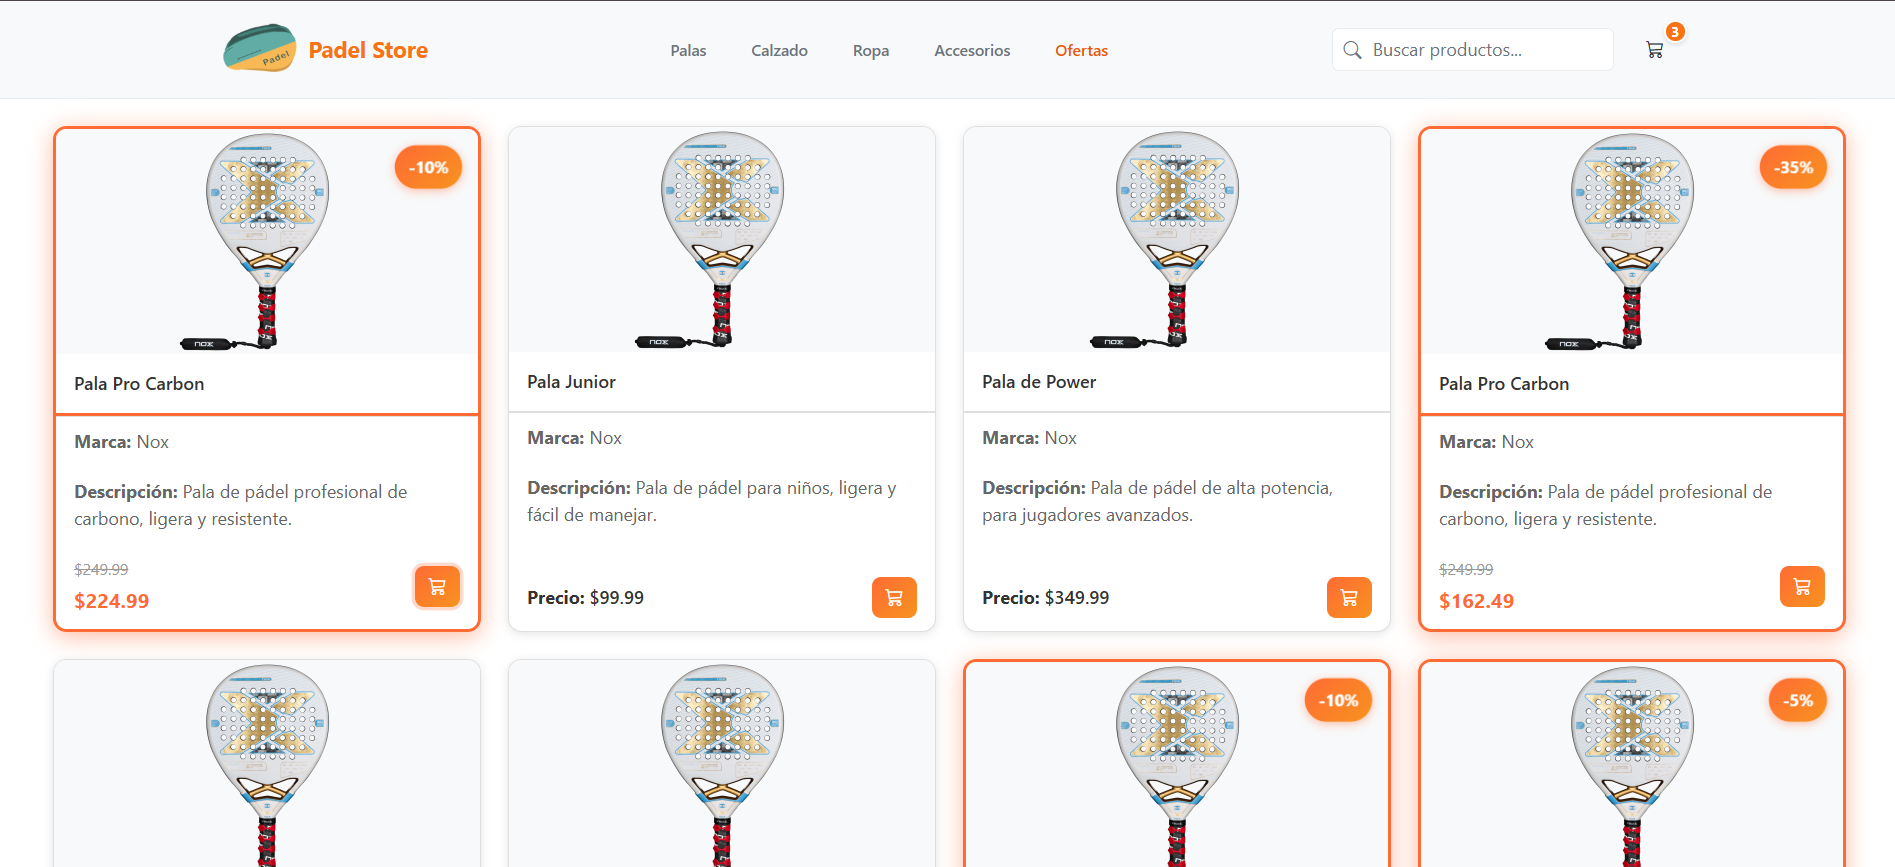 Padel
Padel Store
Palas
Calzado
Ropa
Accesorios
Ofertas
Buscar productos...
3
-10%
nox
Pala Pro Carbon
Marca: Nox
Descripción: Pala de pádel profesional de
carbono, ligera y resistente.
$249.99
$224.99
nox
Pala Junior
Marca: Nox
Descripción: Pala de pádel para niños, ligera y
fácil de manejar.
Precio: $99.99
nox
Pala de Power
Marca: Nox
Descripción: Pala de pádel de alta potencia,
para jugadores avanzados.
Precio: $349.99
-35%
nox
Pala Pro Carbon
Marca: Nox
Descripción: Pala de pádel profesional de
carbono, ligera y resistente.
$249.99
$162.49
-10%
-5%